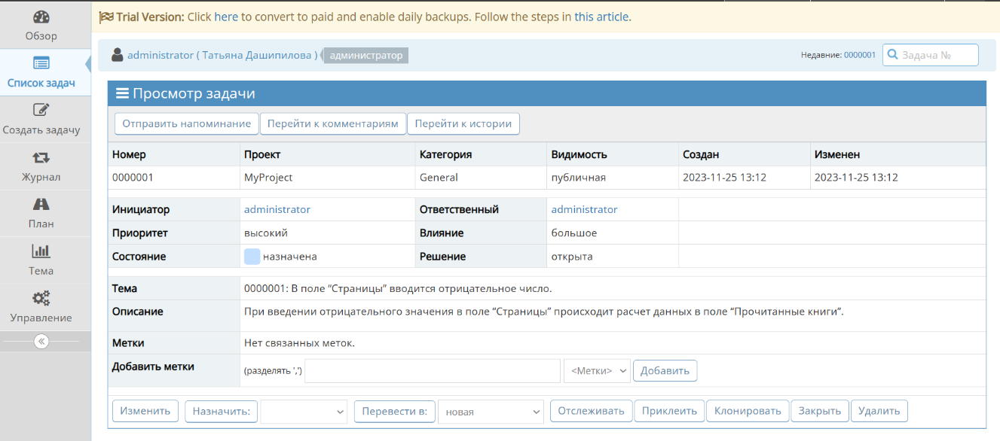 Trial Version: Click here to convert to paid and enable daily backups. Follow the steps in this article.
Обзор
Список задач
Создать задачу
Журнал
План
Тема
Управление
administrator ( Татьяна Дашипилова ) администратор
Недавние: 0000001 Задача №
Просмотр задачи
Отправить напоминание Перейти к комментариям Перейти к истории
Номер Проект Категория Видимость Создан Изменен
0000001 MyProject General публичная 2023-11-25 13:12 2023-11-25 13:12
Инициатор administrator Ответственный administrator
Приоритет высокий Влияние большое
Состояние назначена Решение открыта
Тема 0000001: В поле “Страницы” вводится отрицательное число.
Описание При введении отрицательного значения в поле “Страницы” происходит расчет данных в поле “Прочитанные книги”.
Метки Нет связанных меток.
Добавить метки (разделять ',') <Метки> Добавить
Изменить Назначить: Перевести в: новая Отслеживать Приклеить Клонировать Закрыть Удалить